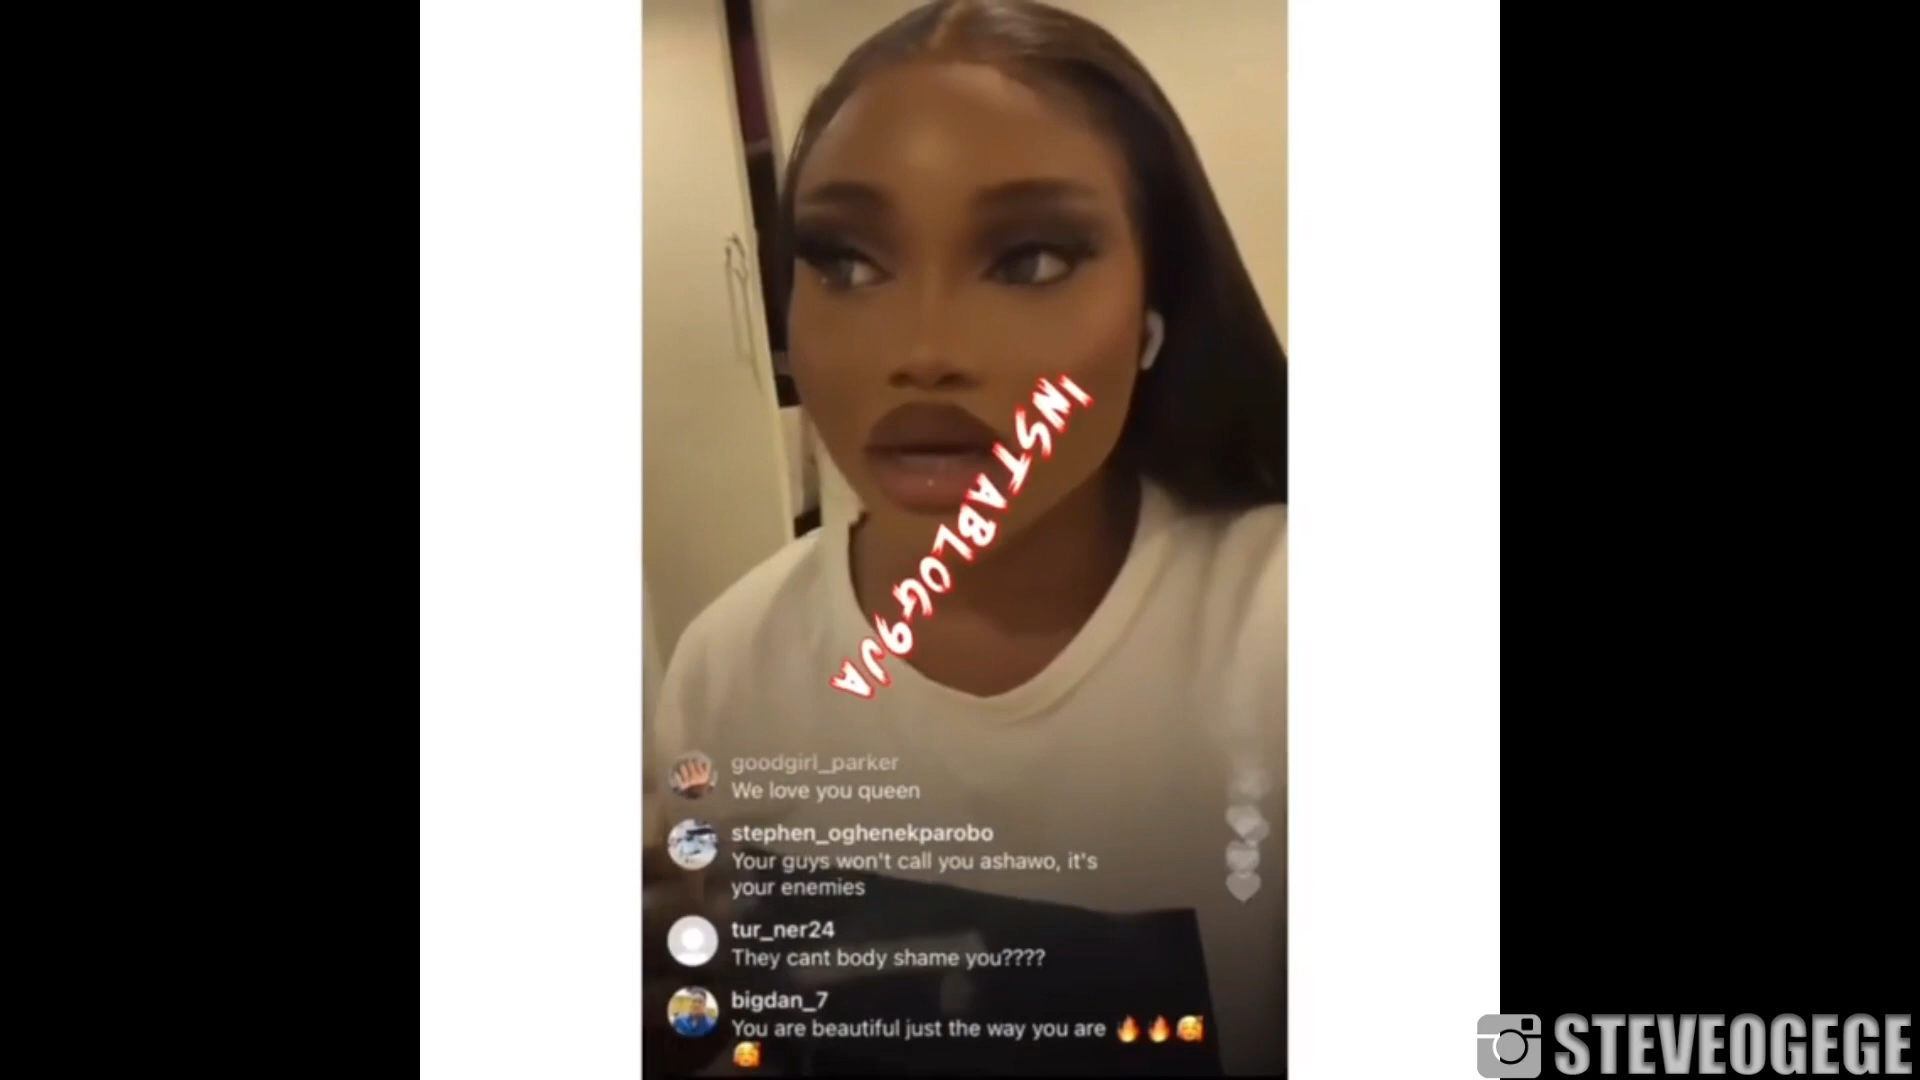 INSTABLOG9JA
goodgirl_parker
We love you queen
stephen_oghenekparobo
Your guys won't call you ashawo, it's
your enemies
tur_ner24
They cant body shame you????
bigdan_7
You are beautiful just the way you are 🔥🔥🥰
🥰
STEVEOGEGE